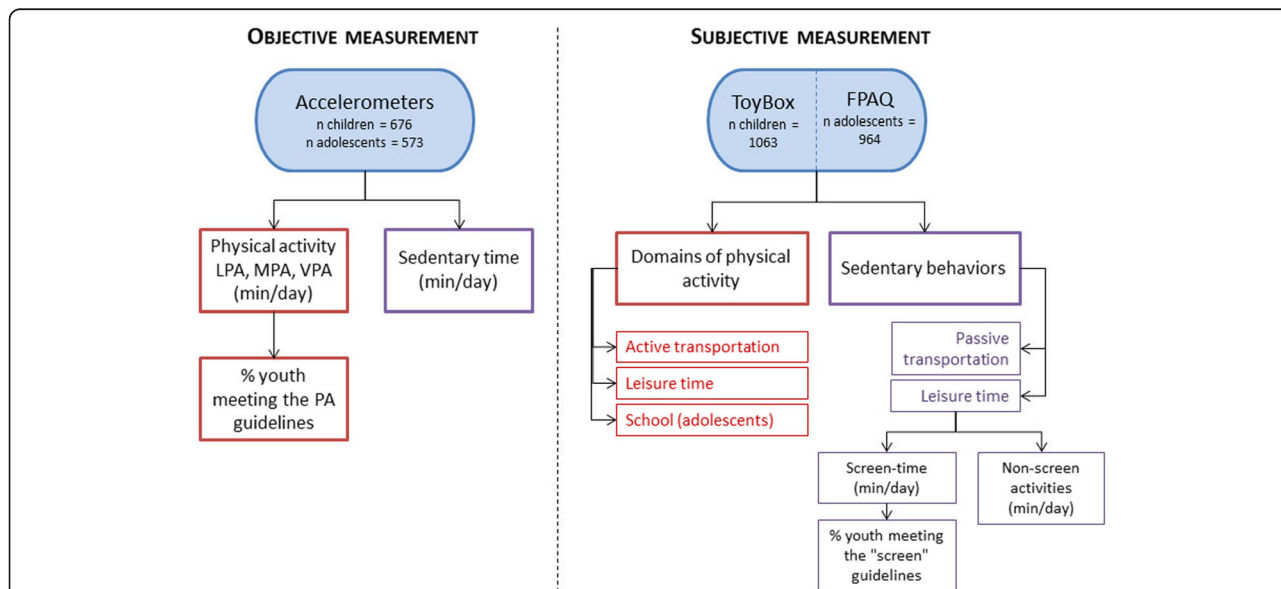 OBJECTIVE MEASUREMENT
Accelerometers
n children = 676
n adolescents = 573
Physical activity
LPA, MPA, VPA
(min/day)
Sedentary time
(min/day)
% youth
meeting the PA
guidelines
SUBJECTIVE MEASUREMENT
ToyBox
n children =
1063
FPAQ
n adolescents =
964
Domains of physical
activity
Sedentary behaviors
Active transportation
Leisure time
School (adolescents)
Passive
transportation
Leisure time
Screen-time
(min/day)
Non-screen
activities
(min/day)
% youth meeting
the "screen"
guidelines